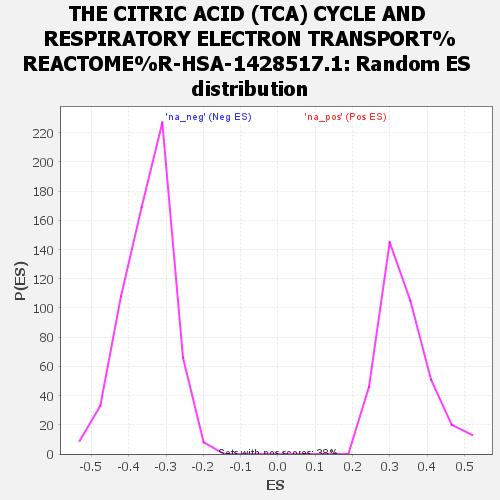 THE CITRIC ACID (TCA) CYCLE AND
RESPIRATORY ELECTRON TRANSPORT%
REACTOME%R-HSA-1428517.1: Random ES
distribution
'na_neg' (Neg ES) 'na_pos' (Pos ES)
220
200
180
160
140
120
100
80
60
40
20
0
P(ES)
Sets with pos scores: 38%
-0.5 -0.4 -0.3 -0.2 -0.1 0.0 0.1 0.2 0.3 0.4 0.5
ES